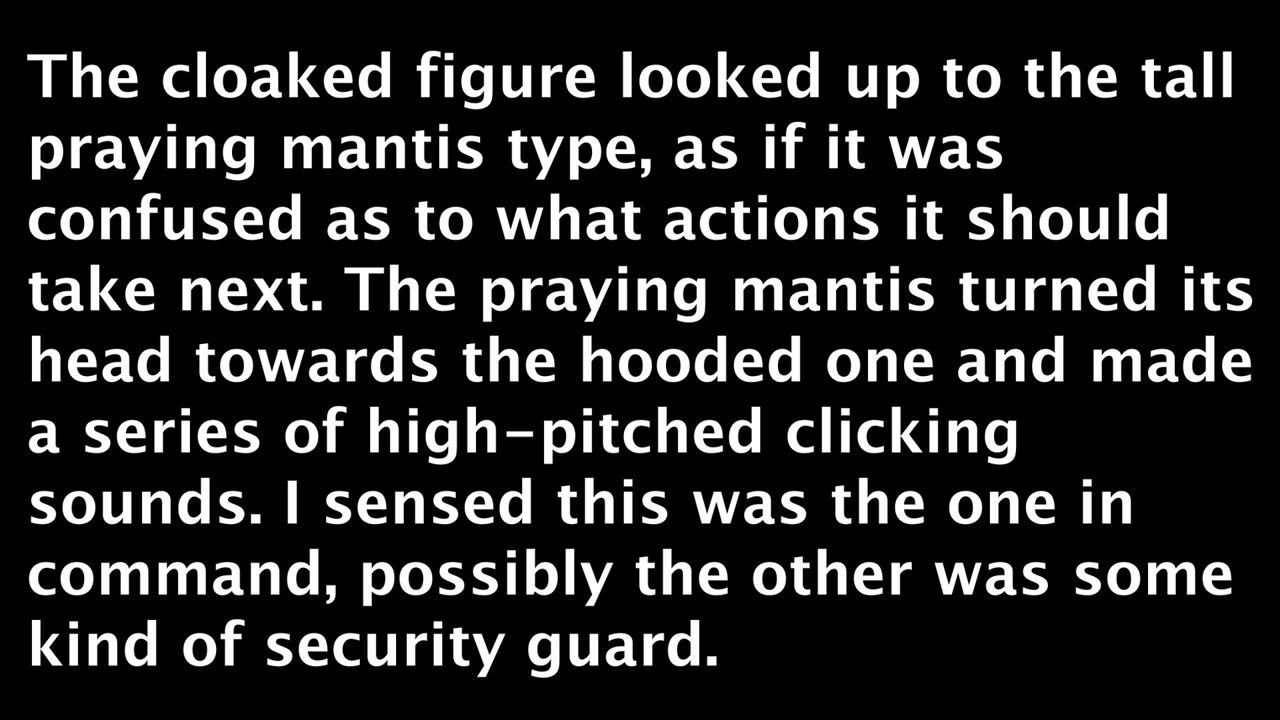 The cloaked figure looked up to the tall
praying mantis type, as if it was
confused as to what actions it should
take next. The praying mantis turned its
head towards the hooded one and made
a series of high-pitched clicking
sounds. I sensed this was the one in
command, possibly the other was some
kind of security guard.